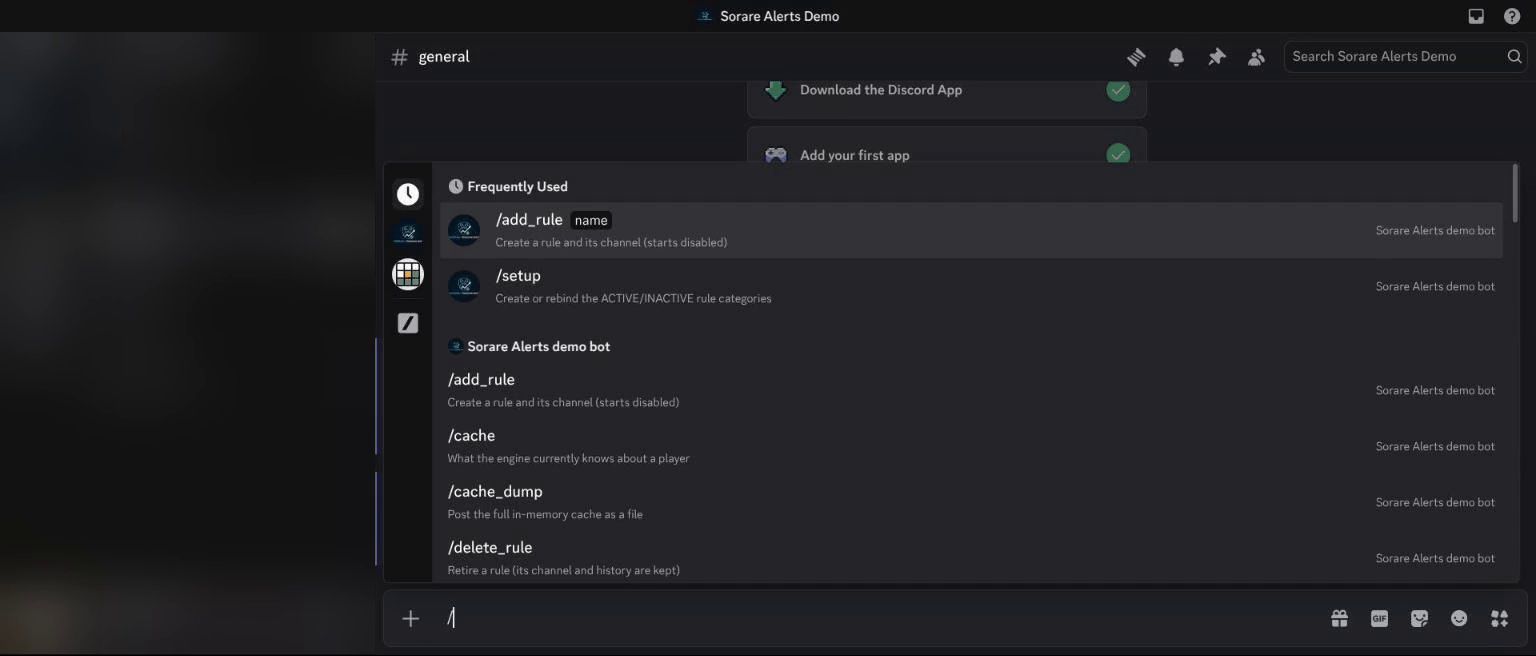 Sorare Alerts Demo
general
Search Sorare Alerts Demo
Download the Discord App
Add your first app
Frequently Used
/add_rule name
Create a rule and its channel (starts disabled)
Sorare Alerts demo bot
/setup
Create or rebind the ACTIVE/INACTIVE rule categories
Sorare Alerts demo bot
Sorare Alerts demo bot
/add_rule
Create a rule and its channel (starts disabled)
Sorare Alerts demo bot
/cache
What the engine currently knows about a player
Sorare Alerts demo bot
/cache_dump
Post the full in-memory cache as a file
Sorare Alerts demo bot
/delete_rule
Retire a rule (its channel and history are kept)
Sorare Alerts demo bot
/
GIF